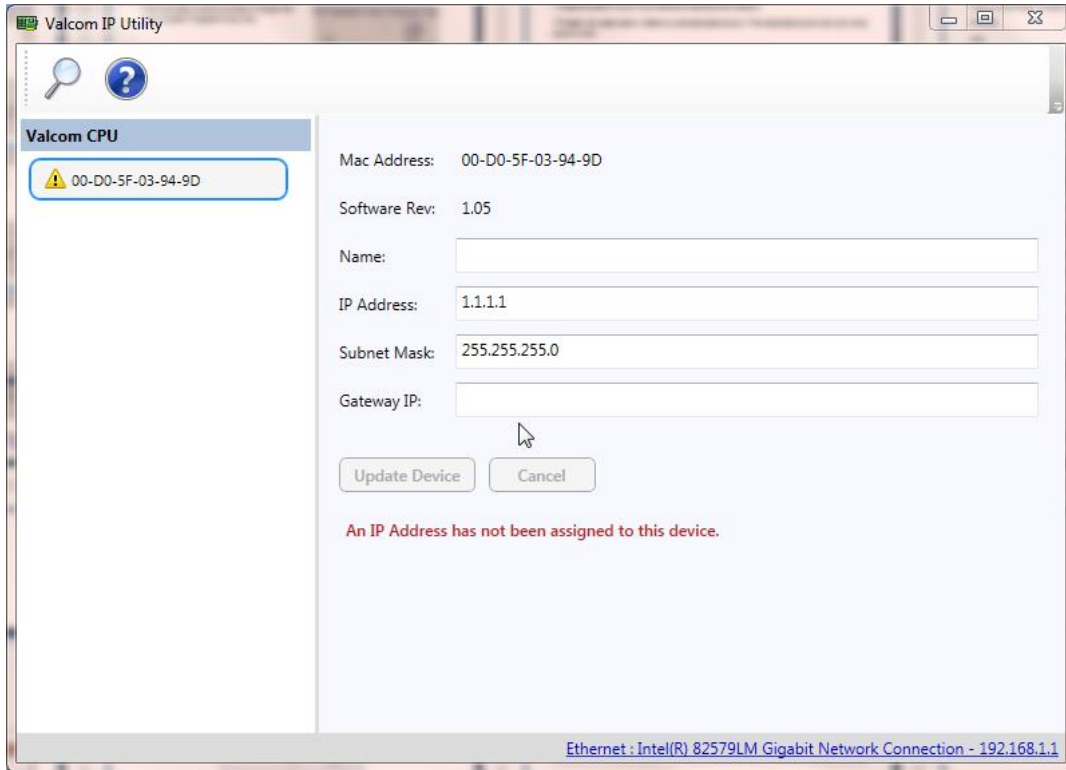 Valcom IP Utility
Valcom CPU
00-D0-5F-03-94-9D
Mac Address: 00-D0-5F-03-94-9D
Software Rev: 1.05
Name:
IP Address: 1.1.1.1
Subnet Mask: 255.255.255.0
Gateway IP:
Update Device Cancel
An IP Address has not been assigned to this device.
Ethernet : Intel(R) 82579LM Gigabit Network Connection - 192.168.1.1